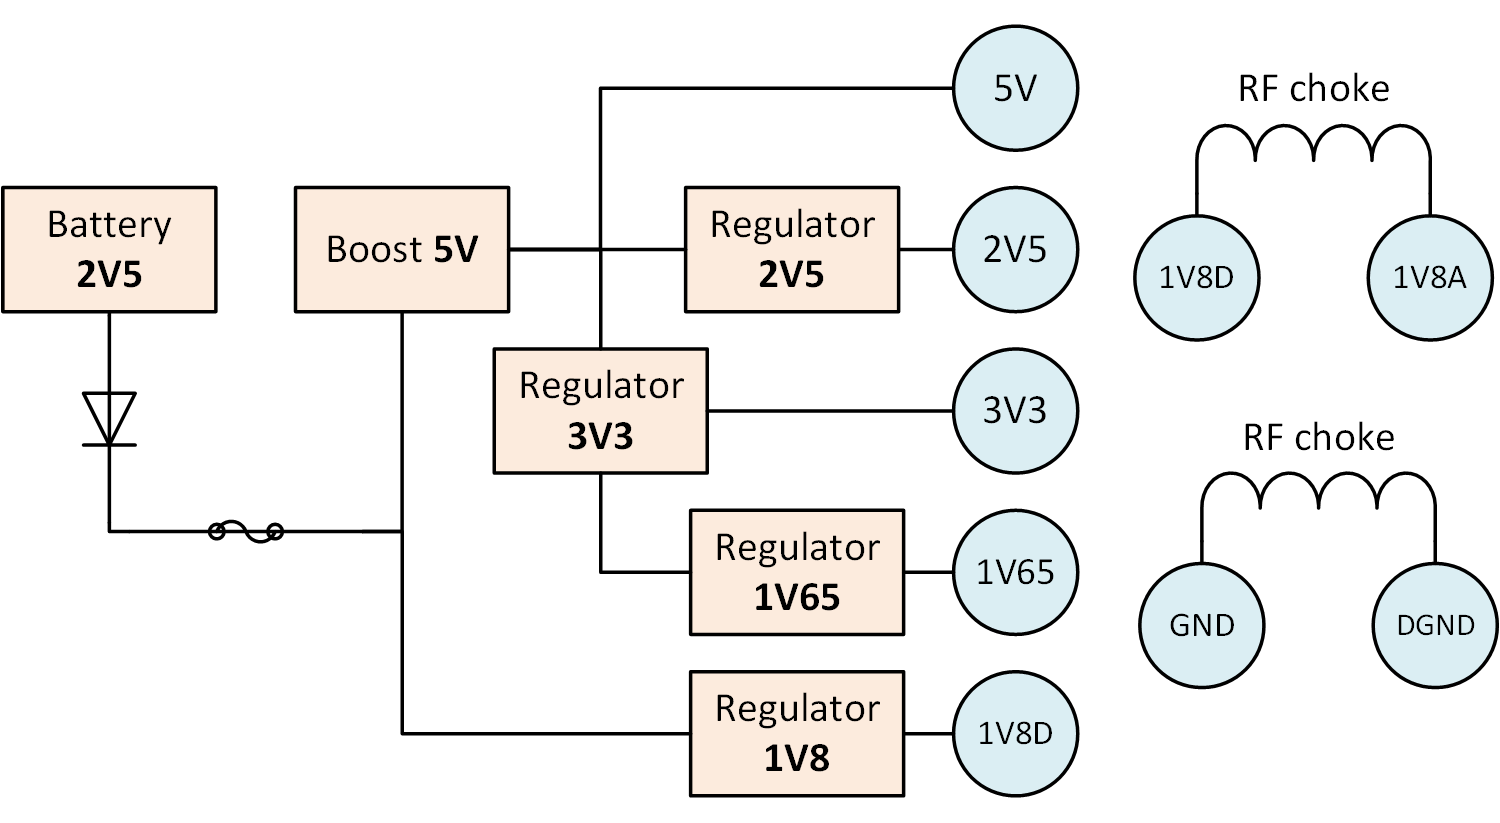 5V
RF choke
Battery
2V5
Boost 5V
Regulator
2V5
2V5
1V8D
1V8A
Regulator
3V3
3V3
RF choke
Regulator
1V65
1V65
GND
DGND
Regulator
1V8
1V8D